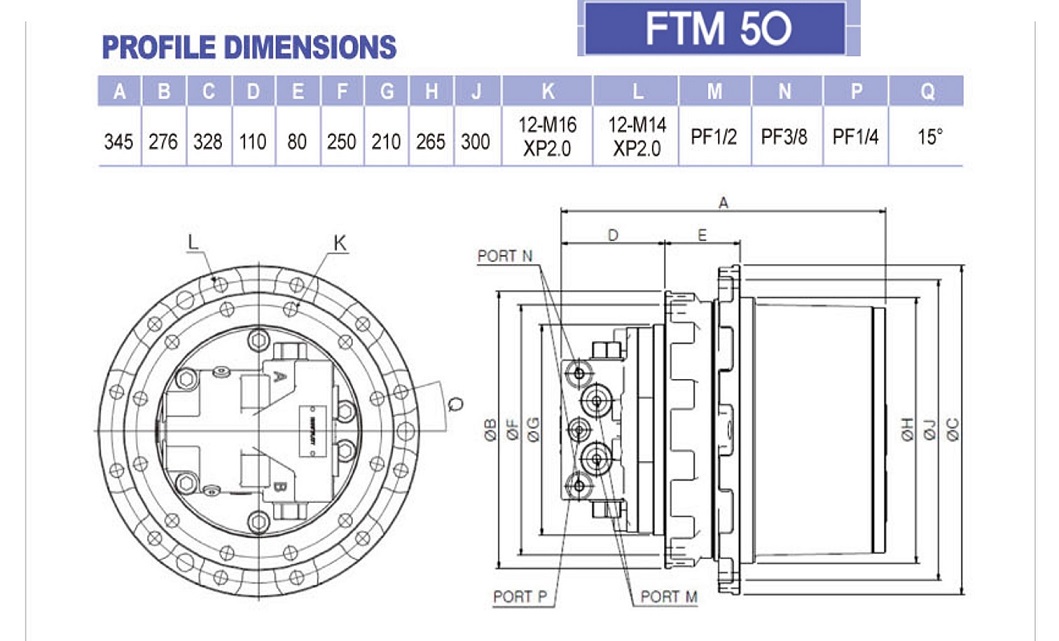 FTM 50
PROFILE DIMENSIONS
A B C D E F G H J K L M N P Q
345 276 328 110 80 250 210 265 300 12-M16 XP2.0 12-M14 XP2.0 PF1/2 PF3/8 PF1/4 15°
A
L
K
D
E
PORT N
A
Q
B
ØB
ØF
ØG
ØH
ØJ
ØC
PORT P
PORT M